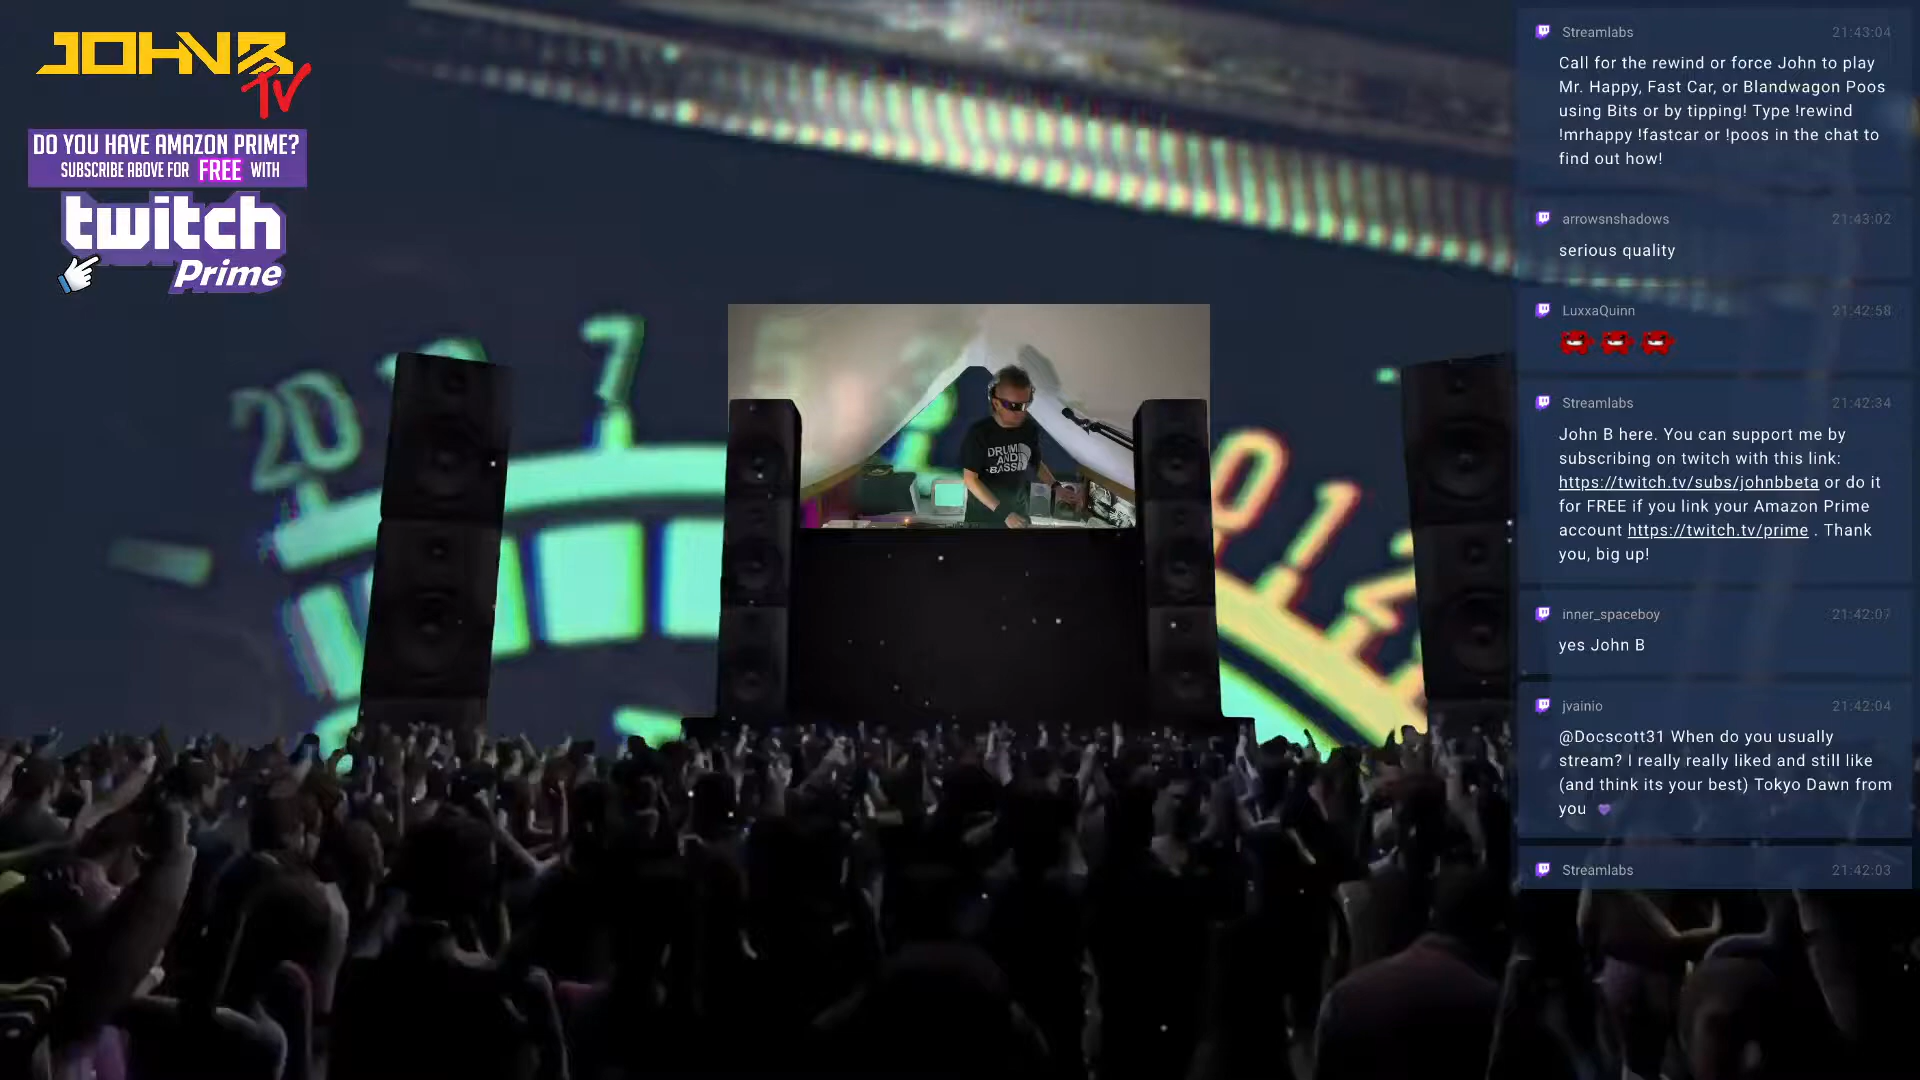 JOHN B
TV
DO YOU HAVE AMAZON PRIME?
SUBSCRIBE ABOVE FOR FREE WITH
twitch
Prime
20
7
0
1
2
DRUM
AND
BASS
Streamlabs 21:43:04
Call for the rewind or force John to play
Mr. Happy, Fast Car, or Blandwagon Poos
using Bits or by tipping! Type !rewind
!mrhappy !fastcar or !poos in the chat to
find out how!
arrowsnshadows 21:43:02
serious quality
LuxxaQuinn 21:42:58
Streamlabs 21:42:34
John B here. You can support me by
subscribing on twitch with this link:
https://twitch.tv/subs/johnbbeta or do it
for FREE if you link your Amazon Prime
account https://twitch.tv/prime . Thank
you, big up!
inner_spaceboy 21:42:07
yes John B
jvainio 21:42:04
@Docscott31 When do you usually
stream? I really really liked and still like
(and think its your best) Tokyo Dawn from
you
Streamlabs 21:42:03